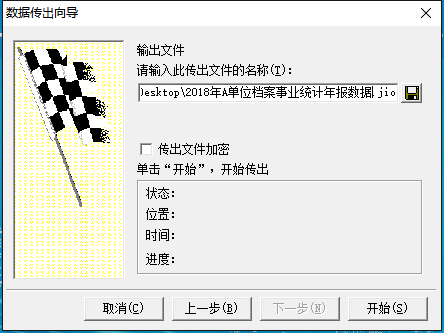 数据传出向导
输出文件
请输入此传出文件的名称(T):
Desktop\2018年A单位档案事业统计年报数据.jio
传出文件加密
单击“开始”，开始传出
状态:
位置:
时间:
进度:
取消(C)
上一步(B)
下一步(N)
开始(S)